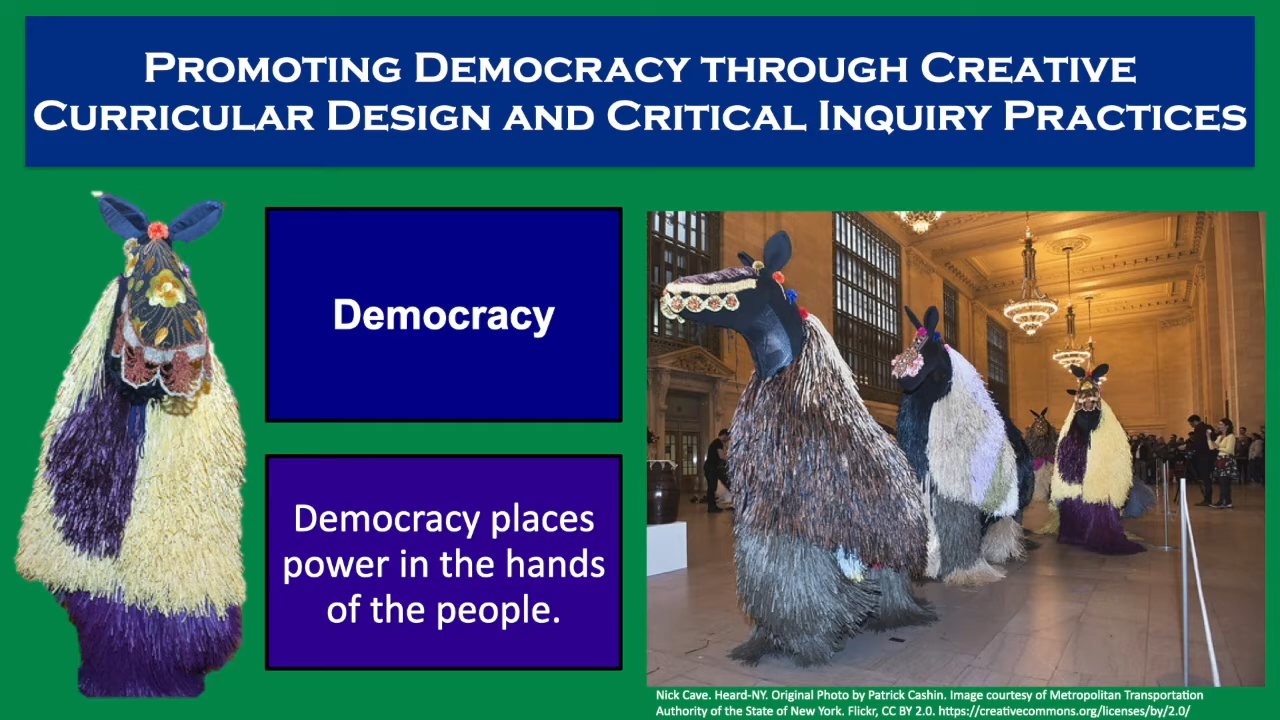 Promoting Democracy through Creative
Curricular Design and Critical Inquiry Practices
Democracy
Democracy places
power in the hands
of the people.
Nick Cave. Heard-NY. Original Photo by Patrick Cashin. Image courtesy of Metropolitan Transportation
Authority of the State of New York. Flickr, CC BY 2.0. https://creativecommons.org/licenses/by/2.0/